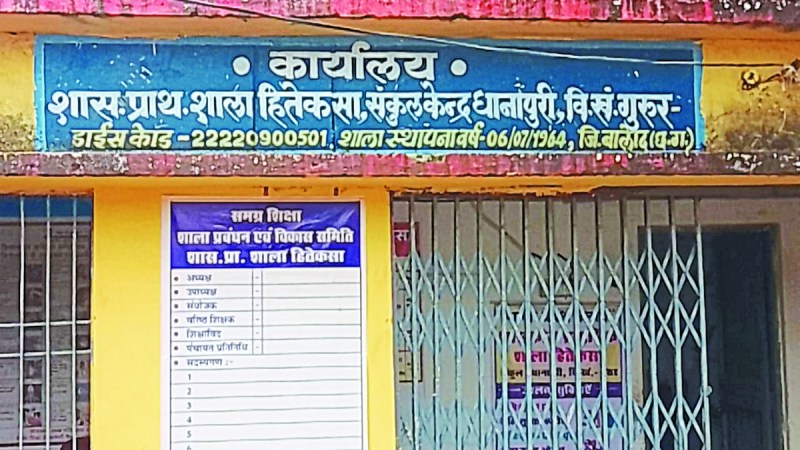 • कार्यालय •
शास. प्राथ. शाला हितेकसा, संकुल केन्द्र धानापुरी, वि.खं. गुरुर -
डाईस कोड - 22220900501, शाला स्थापना वर्ष 06/07/1964, जि. बालोद (छ.ग.)
समग्र शिक्षा
शाला प्रबंधन एवं विकास समिति
शास. प्रा. शाला हितेकसा
• अध्यक्ष -
• उपाध्यक्ष -
• संयोजक -
• वरिष्ठ शिक्षक -
• शिक्षाविद् -
• पंचायत प्रतिनिधि -
• सदस्यगण :-
1
2
3
4
5
6
शाला हितेकसा